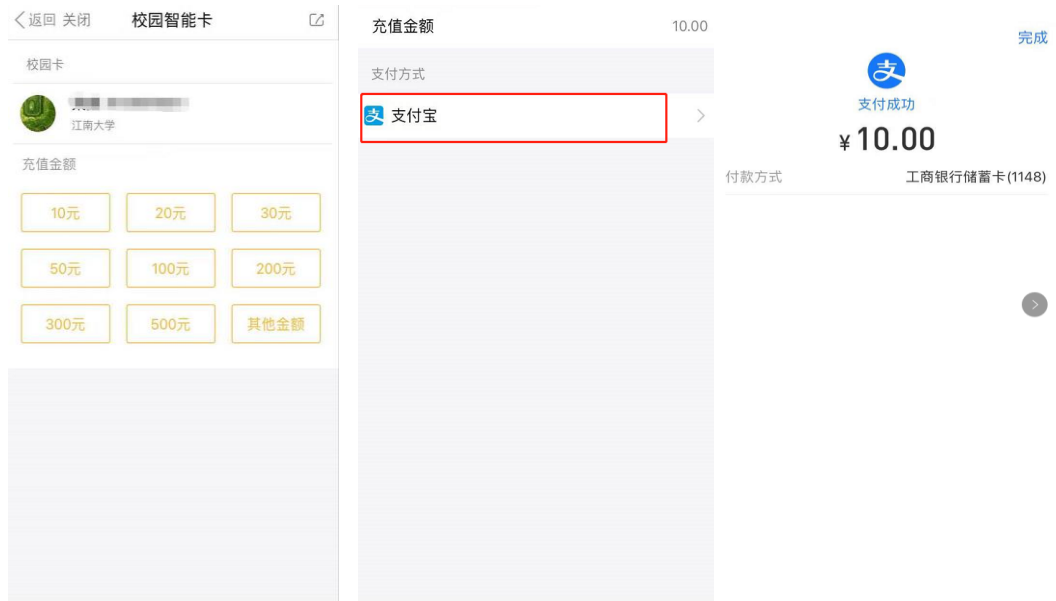 返回 关闭 校园智能卡
校园卡
江南大学
充值金额
10元 20元 30元
50元 100元 200元
300元 500元 其他金额
充值金额 10.00
支付方式
支 支付宝
完成
支
支付成功
¥10.00
付款方式 工商银行储蓄卡(1148)